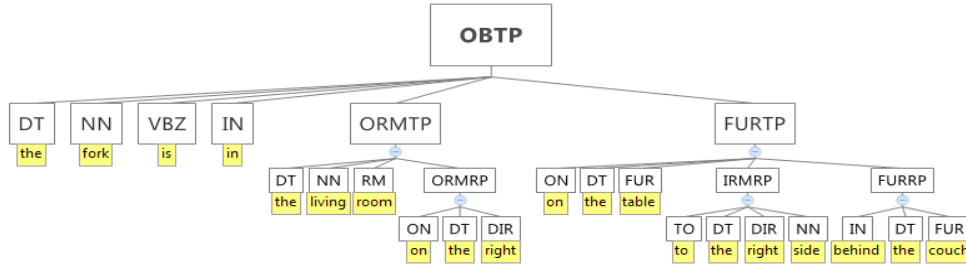 OBTP
DT NN VBZ IN ORMTP FURTP
the fork is in
DT NN RM ORMRP ON DT FUR IRMRP FURRP
the living room on the table
ON DT DIR TO DT DIR NN IN DT FUR
on the right to the right side behind the couch